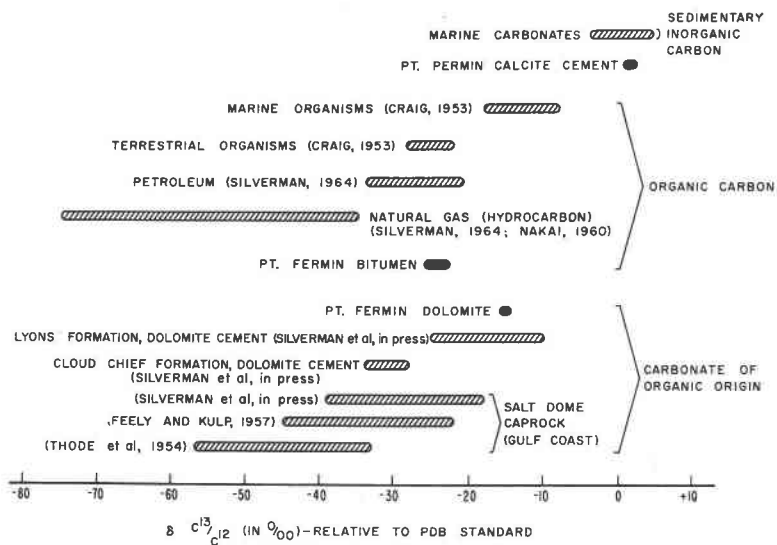 MARINE CARBONATES
SEDIMENTARY
INORGANIC
CARBON
PT. PERMIN CALCITE CEMENT
MARINE ORGANISMS (CRAIG, 1953)
TERRESTRIAL ORGANISMS (CRAIG, 1953)
PETROLEUM (SILVERMAN, 1964)
ORGANIC CARBON
NATURAL GAS (HYDROCARBON)
(SILVERMAN, 1964; NAKAI, 1960)
PT. FERMIN BITUMEN
PT. FERMIN DOLOMITE
LYONS FORMATION, DOLOMITE CEMENT (SILVERMAN et al, in press)
CLOUD CHIEF FORMATION, DOLOMITE CEMENT
(SILVERMAN et al, in press)
CARBONATE OF
ORGANIC ORIGIN
(SILVERMAN et al, in press)
(FEELY AND KULP, 1957)
(THODE et al, 1954)
SALT DOME
CAPROCK
(GULF COAST)
-80 -70 -60 -50 -40 -30 -20 -10 0 +10
δ C13/C12 (IN 0/00)-RELATIVE TO PDB STANDARD